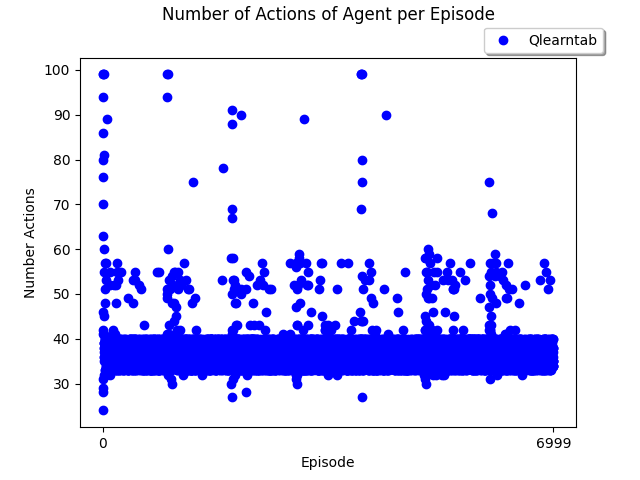 Number of Actions of Agent per Episode
Qlearntab
100
90
80
70
60
50
40
30
Number Actions
0 6999
Episode